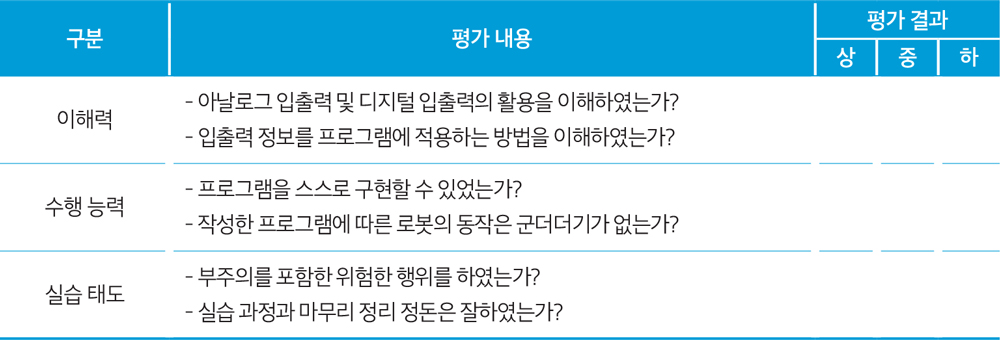 구분 평가 내용 평가 결과
상 중 하
이해력
- 아날로그 입출력 및 디지털 입출력의 활용을 이해하였는가?
- 입출력 정보를 프로그램에 적용하는 방법을 이해하였는가?
수행 능력
- 프로그램을 스스로 구현할 수 있었는가?
- 작성한 프로그램에 따른 로봇의 동작은 군더더기가 없는가?
실습 태도
- 부주의를 포함한 위험한 행위를 하였는가?
- 실습 과정과 마무리 정리 정돈은 잘하였는가?